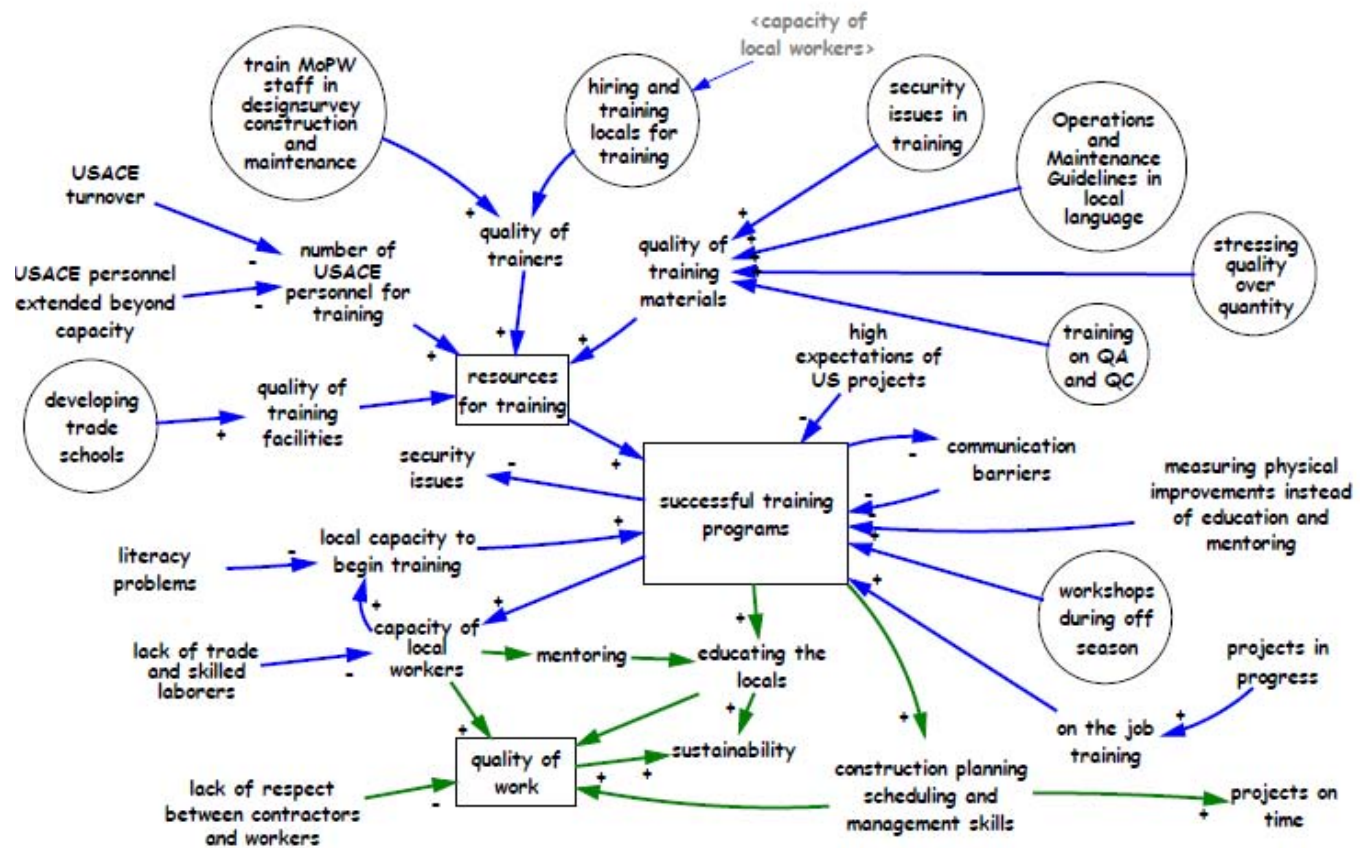 <capacity of
local workers>
train MoPW
staff in
designsurvey
construction
and
maintenance
hiring and
training
locals for
training
security
issues in
training
Operations
and
Maintenance
Guidelines in
local
language
USACE
turnover
+
quality of
trainers
quality of
training
materials
+
+
+
+
stressing
quality
over
quantity
-
number of
USACE
personnel for
training
USACE personnel
extended beyond
capacity
-
+
+
+
high
expectations of
US projects
training
on QA
and QC
developing
trade
schools
+
quality of
training
facilities
resources
for training
-
security
issues
-
+
-
communication
barriers
successful training
programs
measuring physical
improvements instead
of education and
mentoring
-
-
+
literacy
problems
-
local capacity to
begin training
+
+
+
+
workshops
during off
season
capacity of
local
workers
lack of trade
and skilled
laborers
-
mentoring
+
educating the
locals
projects in
progress
+
+
+
+
on the job
training
quality of
work
+
+
sustainability
lack of respect
between contractors
and workers
-
construction planning
scheduling and
management skills
+
projects on
time